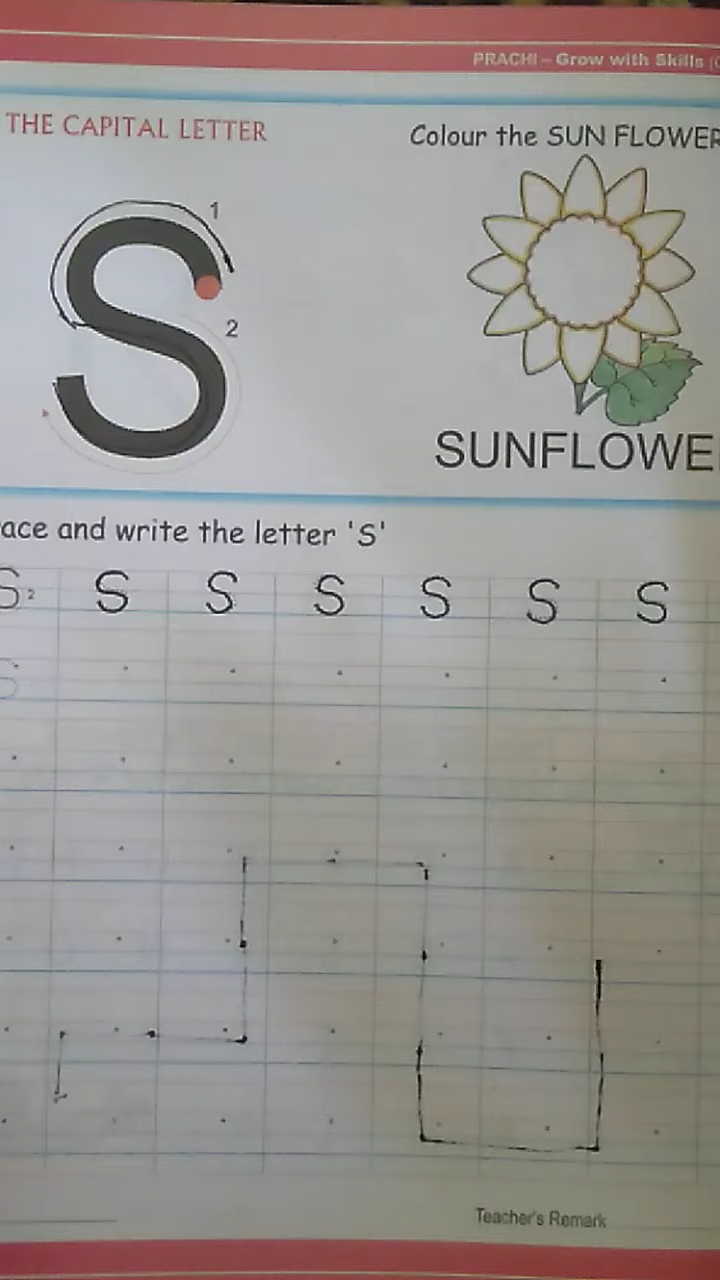 PRACHI – Grow with Skills
THE CAPITAL LETTER
Colour the SUN FLOWER
1
S
2
SUNFLOWE
ace and write the letter 'S'
S 2 S S S S S S
S
Teacher's Remark